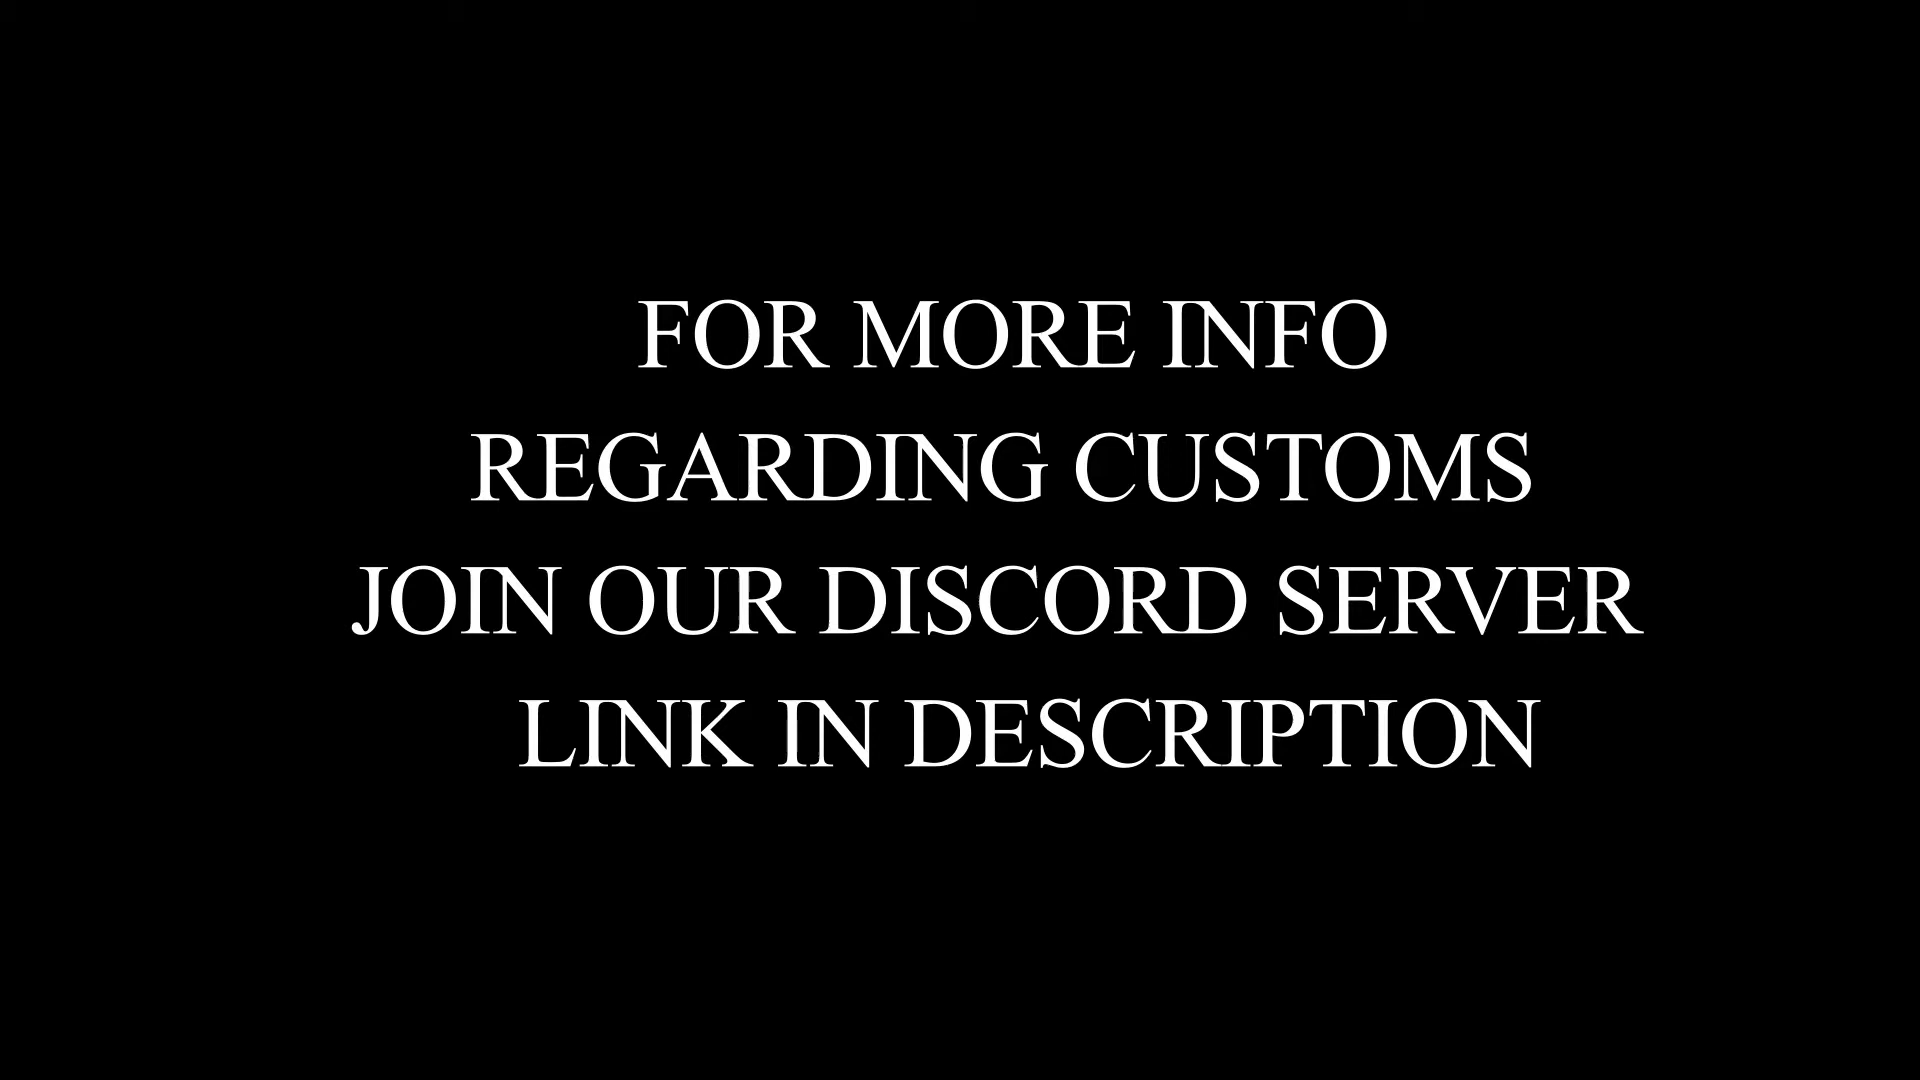 FOR MORE INFO
REGARDING CUSTOMS
JOIN OUR DISCORD SERVER
LINK IN DESCRIPTION